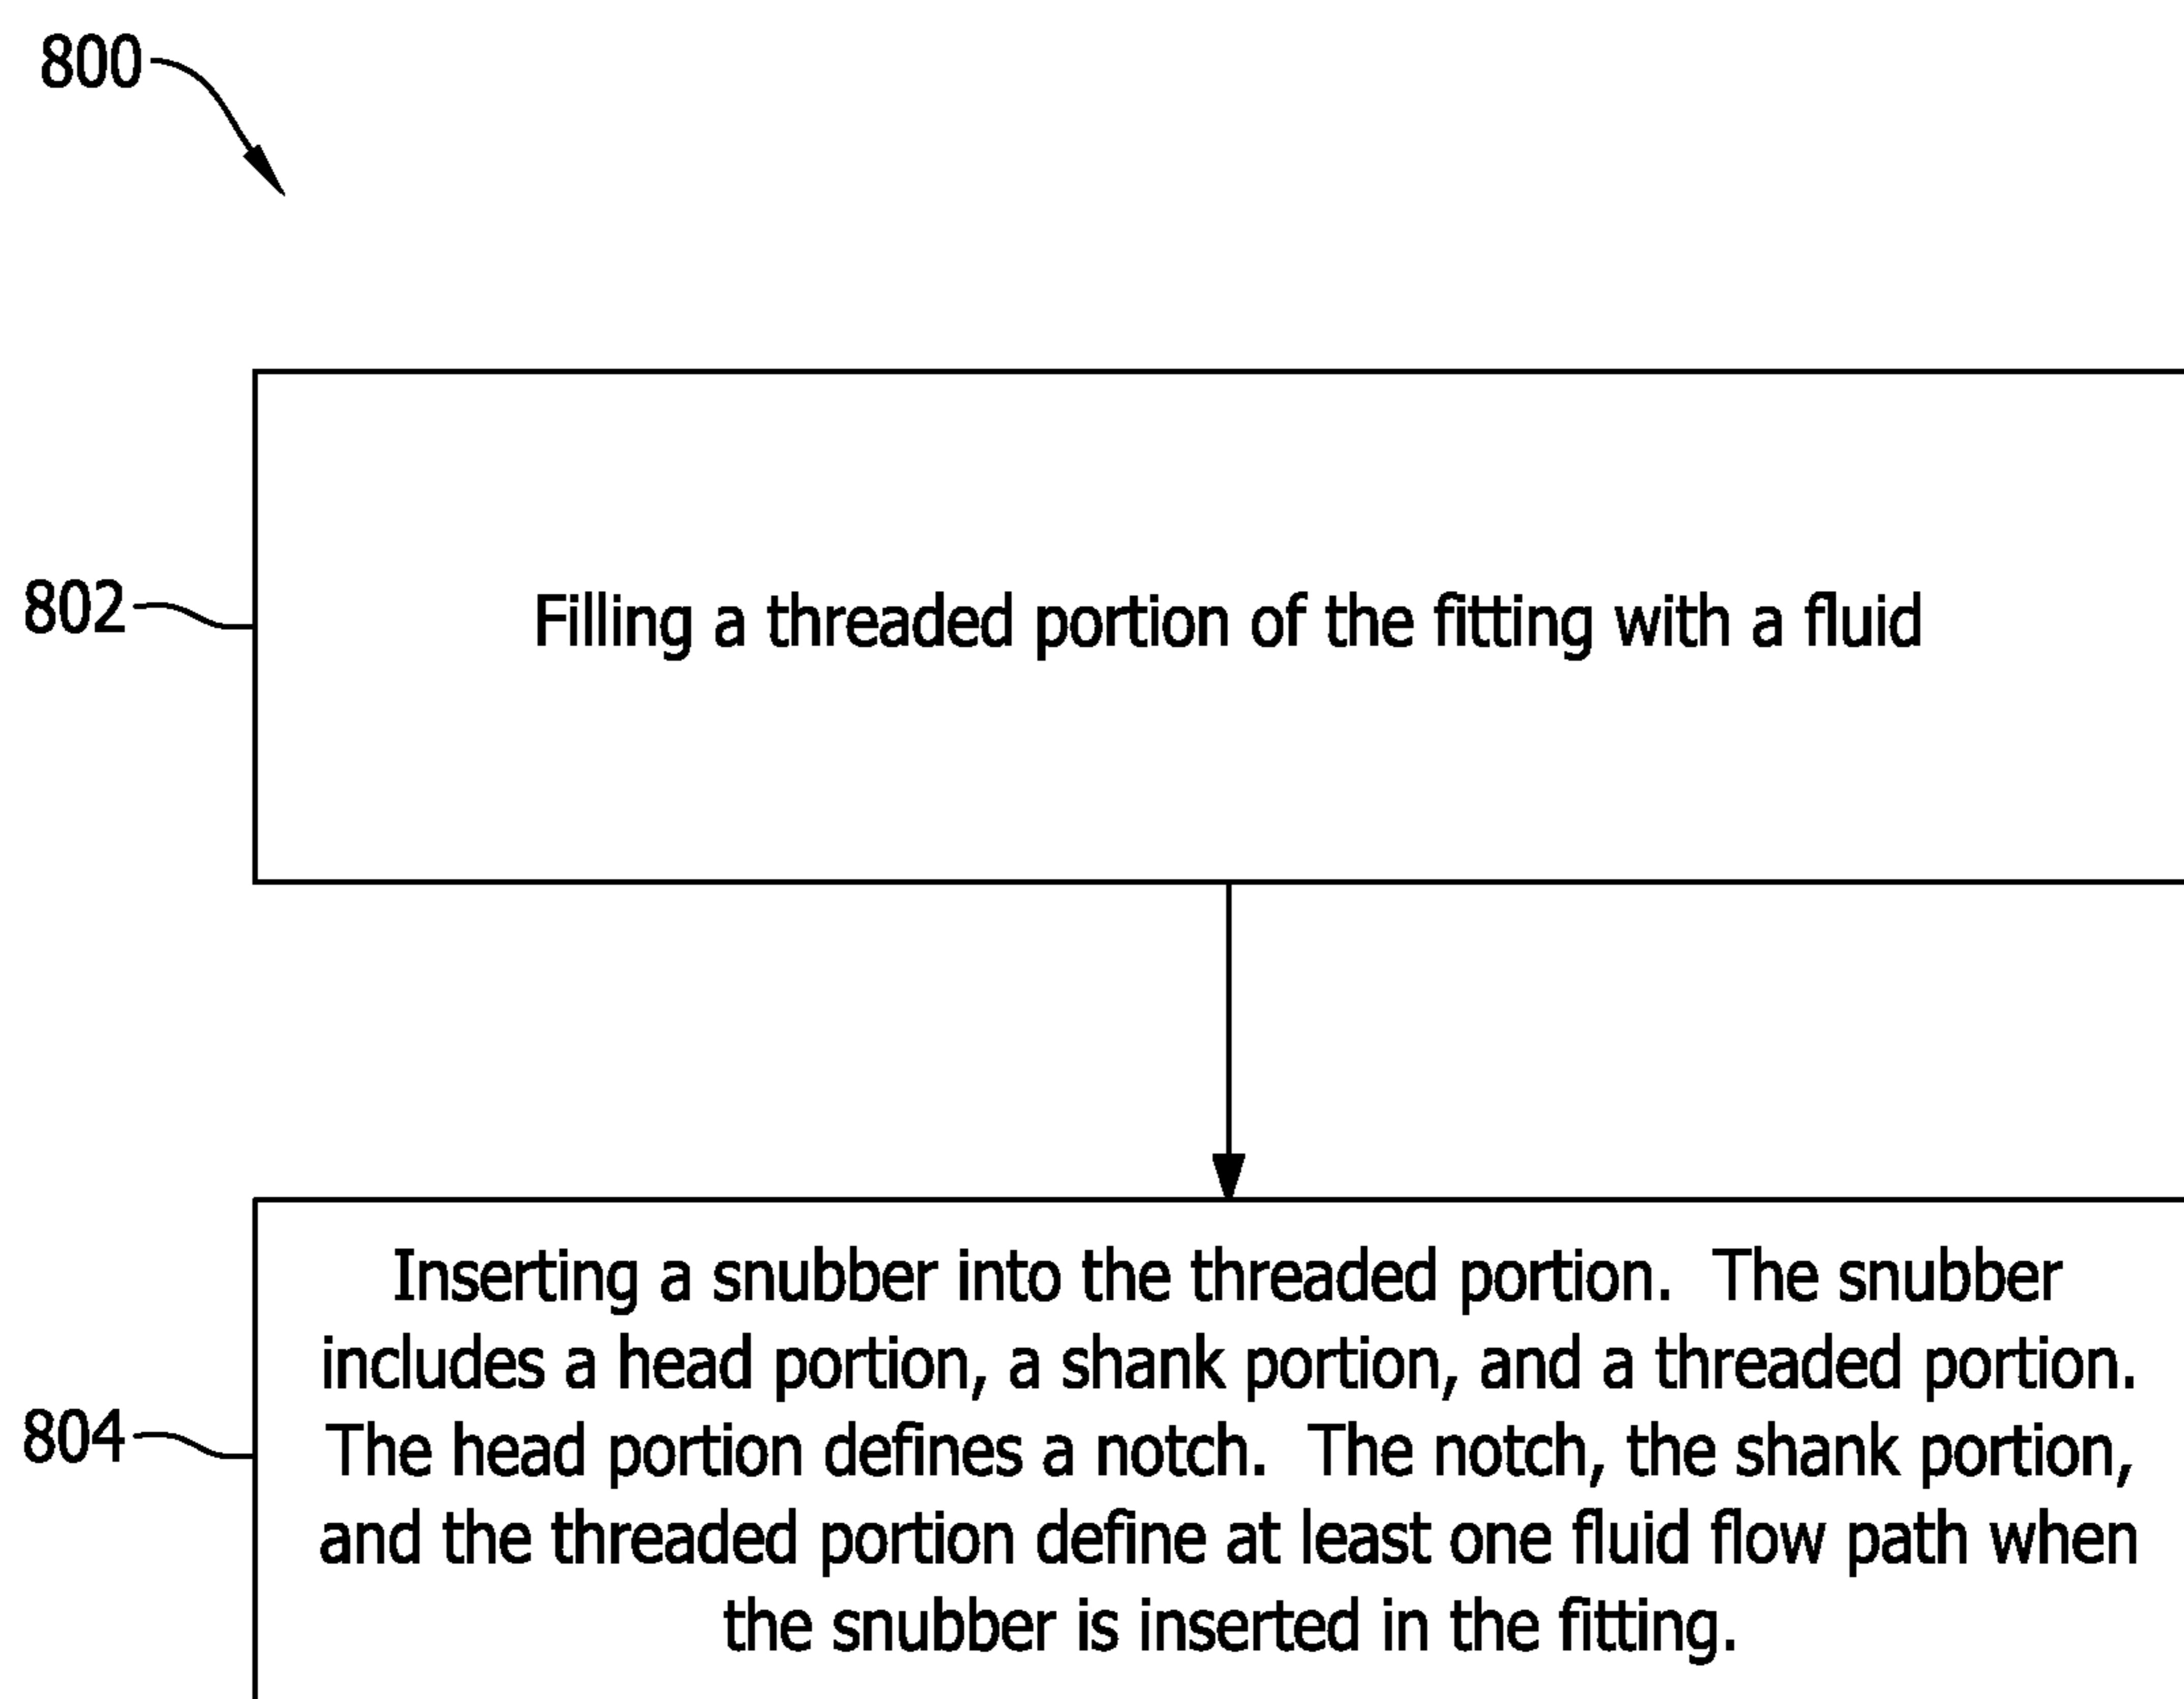 800
802
Filling a threaded portion of the fitting with a fluid
804
Inserting a snubber into the threaded portion. The snubber
includes a head portion, a shank portion, and a threaded portion.
The head portion defines a notch. The notch, the shank portion,
and the threaded portion define at least one fluid flow path when
the snubber is inserted in the fitting.